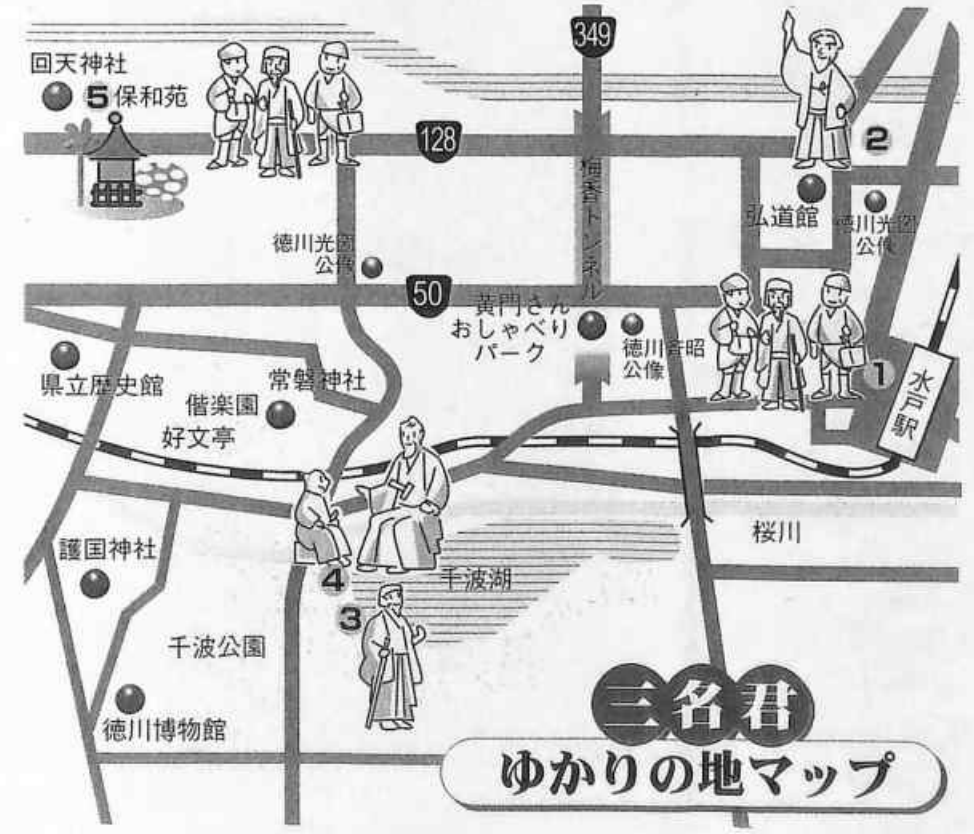 349
回天神社
5 保和苑
128
2
梅香トンネル
弘道館
徳川光圀
公像
徳川光圀
公像
50
黄門さん
おしゃべり
パーク
徳川斉昭
公像
1
水戸駅
県立歴史館
常磐神社
偕楽園
好文亭
桜川
護国神社
4
千波湖
3
千波公園
徳川博物館
三名君
ゆかりの地マップ